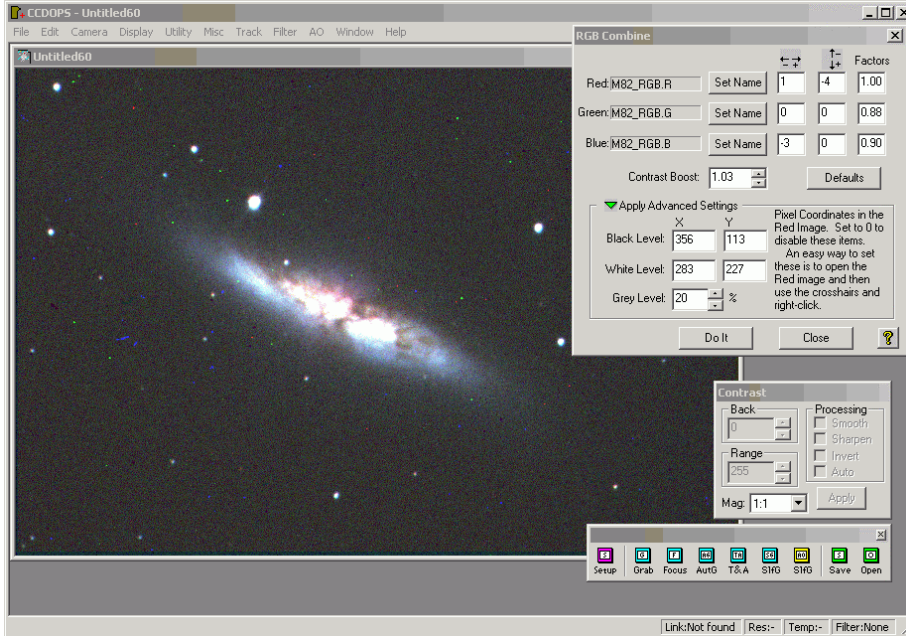 CCDOPS - Untitled60
File Edit Camera Display Utility Misc Track Filter AO Window Help
Untitled60
RGB Combine
Factors
Red: M82_RGB.R Set Name 1 -4 1.00
Green: M82_RGB.G Set Name 0 0 0.88
Blue: M82_RGB.B Set Name -3 0 0.90
Contrast Boost: 1.03 Defaults
Apply Advanced Settings
X Y
Black Level: 356 113
White Level: 283 227
Grey Level: 20 %
Pixel Coordinates in the
Red Image. Set to 0 to
disable these items.
An easy way to set
these is to open the
Red image and then
use the crosshairs and
right-click.
Do It Close ?
Contrast
Back
0
Range
255
Processing
Smooth
Sharpen
Invert
Auto
Mag: 1:1 Apply
Setup Grab Focus AutG T&A SlfG SlfG Save Open
Link:Not found Res:- Temp:- Filter:None